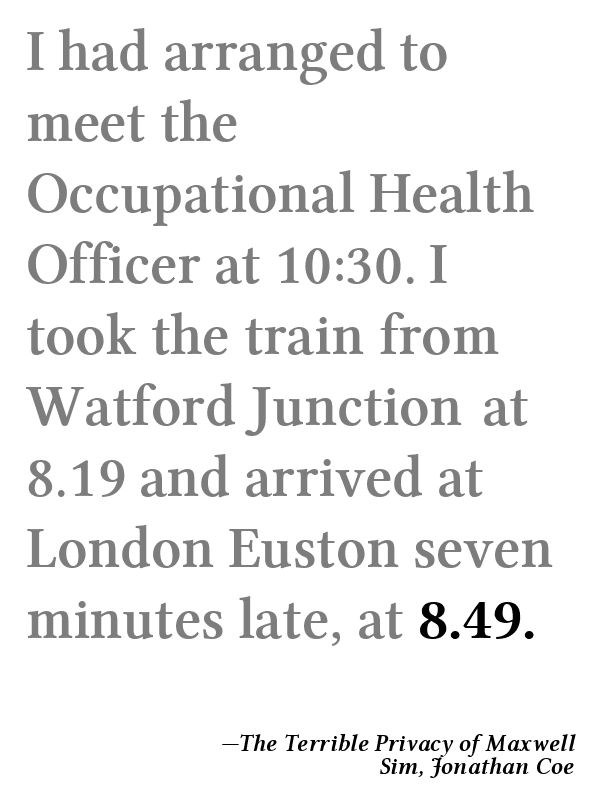 I had arranged to
meet the
Occupational Health
Officer at 10:30. I
took the train from
Watford Junction at
8.19 and arrived at
London Euston seven
minutes late, at 8.49.
—The Terrible Privacy of Maxwell
Sim, Jonathan Coe